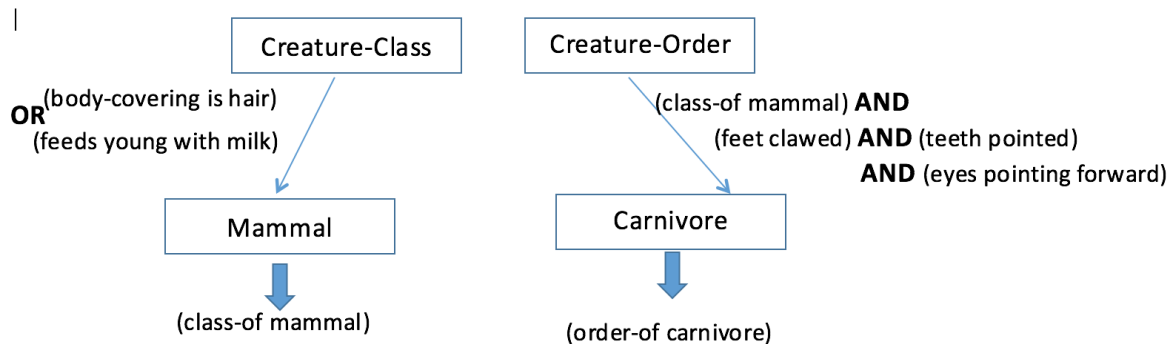 Creature-Class
Creature-Order
OR (body-covering is hair)
(feeds young with milk)
(class-of mammal) AND
(feet clawed) AND (teeth pointed)
AND (eyes pointing forward)
Mammal
Carnivore
(class-of mammal)
(order-of carnivore)